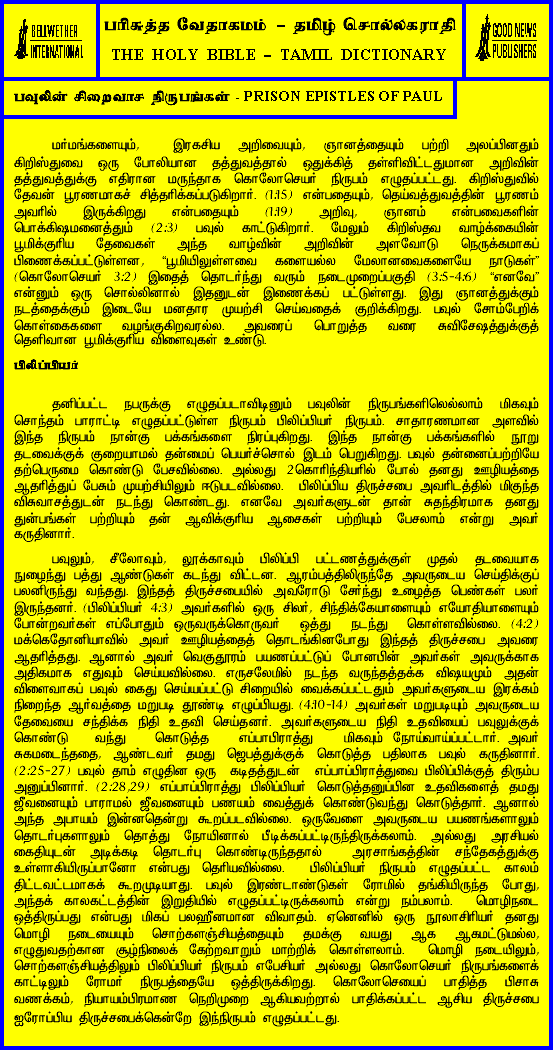 BELLWETHER
INTERNATIONAL
பரிசுத்த வேதாகமம் – தமிழ் சொல்லகராதி
THE HOLY BIBLE – TAMIL DICTIONARY
GOOD NEWS
PUBLISHERS
பவுலின் சிறைவாச நிருபங்கள் - PRISON EPISTLES OF PAUL
மர்மங்களையும், இரகசிய அறிவையும், ஞானத்தையும் பற்றி அலப்பினதும்
கிறிஸ்துவை ஒரு போலியான தத்துவத்தால் ஒதுக்கித் தள்ளிவிட்டதுமான அறிவின்
தத்துவத்துக்கு எதிரான மருந்தாக கொலோசெயர் நிருபம் எழுதப்பட்டது. கிறிஸ்துவில்
தேவன் பூரணமாகச் சித்தரிக்கப்படுகிறார். (1:15) என்பதையும், தெய்வத்துவத்தின் பூரணம்
அவரில் இருக்கிறது என்பதையும் (1:19) அறிவு, ஞானம் என்பவைகளின்
பொக்கிஷமனைத்தும் (2:3) பவுல் காட்டுகிறார். மேலும் கிறிஸ்தவ வாழ்க்கையின்
பூமிக்குரிய தேவைகள் அந்த வாழ்வின் அறிவின் அளவோடு நெருக்கமாகப்
பிணைக்கப்பட்டுள்ளன, “பூமியிலுள்ளவை களையல்ல மேலானவைகளையே நாடுகள்”
(கொலோசெயர் 3:2) இதைத் தொடர்ந்து வரும் நடைமுறைப்பகுதி (3:5-4:6) “எனவே”
என்னும் ஒரு சொல்லினால் இதனுடன் இணைக்கப் பட்டுள்ளது. இது ஞானத்துக்கும்
நடத்தைக்கும் இடையே மனதார முயற்சி செய்வதைக் குறிக்கிறது. பவுல் சோம்பேறிக்
கொள்கைகளை வழங்குகிறவரல்ல. அவரைப் பொறுத்த வரை சுவிசேஷத்துக்குத்
தெளிவான பூமிக்குரிய விளைவுகள் உண்டு.
பிலிப்பியர்
தனிப்பட்ட நபருக்கு எழுதப்படாவிடினும் பவுலின் நிருபங்களிலெல்லாம் மிகவும்
சொந்தம் பாராட்டி எழுதப்பட்டுள்ள நிருபம் பிலிப்பியர் நிருபம். சாதாரணமான அளவில்
இந்த நிருபம் நான்கு பக்கங்களை நிரப்புகிறது. இந்த நான்கு பக்கங்களில் நூறு
தடவைக்குக் குறையாமல் தன்மைப் பெயர்ச்சொல் இடம் பெறுகிறது. பவுல் தன்னைப்பற்றியே
தற்பெருமை கொண்டு பேசவில்லை. அல்லது 2கொரிந்தியரில் போல் தனது ஊழியத்தை
ஆதரித்துப் பேசும் முயற்சியிலும் ஈடுபடவில்லை. பிலிப்பிய திருச்சபை அவரிடத்தில் மிகுந்த
விசுவாசத்துடன் நடந்து கொண்டது. எனவே அவர்களுடன் தான் சுதந்திரமாக தனது
துன்பங்கள் பற்றியும் தன் ஆவிக்குரிய ஆசைகள் பற்றியும் பேசலாம் என்று அவர்
கருதினார்.
பவுலும், சீலோவும், லூக்காவும் பிலிப்பி பட்டணத்துக்குள் முதல் தடவையாக
நுழைந்து பத்து ஆண்டுகள் கடந்து விட்டன. ஆரம்பத்திலிருந்தே அவருடைய செய்திக்குப்
பலனிருந்து வந்தது. இந்தத் திருச்சபையில் அவரோடு சேர்ந்து உழைத்த பெண்கள் பலர்
இருந்தனர். (பிலிப்பியர் 4:3) அவர்களில் ஒரு சிலர், சிந்திக்கேயாளையும் எயோதியாளையும்
போன்றவர்கள் எப்போதும் ஒருவருக்கொருவர் ஒத்து நடந்து கொள்ளவில்லை. (4:2)
மக்கெதோனியாவில் அவர் ஊழியத்தைத் தொடங்கினபோது இந்தத் திருச்சபை அவரை
ஆதரித்தது. ஆனால் அவர் வெகுதூரம் பயணப்பட்டுப் போனபின் அவர்கள் அவருக்காக
அதிகமாக எதுவும் செய்யவில்லை. எருசலேமில் நடந்த வருந்தத்தக்க விஷயமும் அதன்
விளைவாகப் பவுல் கைது செய்யப்பட்டு சிறையில் வைக்கப்பட்டதும் அவர்களுடைய இரக்கம்
நிறைந்த ஆர்வத்தை மறுபடி தூண்டி எழுப்பியது. (4:10-14) அவர்கள் மறுபடியும் அவருடைய
தேவையை சந்திக்க நிதி உதவி செய்தனர். அவர்களுடைய நிதி உதவியைப் பவுலுக்குக்
கொண்டு வந்து கொடுத்த எப்பாபிராத்து மிகவும் நோய்வாய்ப்பட்டார். அவர்
சுகமடைந்ததை, ஆண்டவர் தமது ஜெபத்துக்குக் கொடுத்த பதிலாக பவுல் கருதினார்.
(2:25-27) பவுல் தாம் எழுதின ஒரு கடிதத்துடன் எப்பாப்பிராத்துவை பிலிப்பிக்குத் திரும்ப
அனுப்பினார். (2:28,29) எப்பாப்பிராத்து பிலிப்பியர் கொடுத்தனுப்பின உதவிகளைத் தமது
ஜீவனையும் பாராமல் ஜீவனையும் பணயம் வைத்துக் கொண்டுவந்து கொடுத்தார். ஆனால்
அந்த அபாயம் இன்னதென்று கூறப்படவில்லை. ஒருவேளை அவருடைய பயணங்களாலும்
தொடர்புகளாலும் தொத்து நோயினால் பீடிக்கப்பட்டிருந்திருக்கலாம். அல்லது அரசியல்
கைதியுடன் அடிக்கடி தொடர்பு கொண்டிருந்ததால் அரசாங்கத்தின் சந்தேகத்துக்கு
உள்ளாகியிருப்பானோ என்பது தெரியவில்லை. பிலிப்பியர் நிருபம் எழுதப்பட்ட காலம்
திட்டவட்டமாகக் கூறமுடியாது. பவுல் இரண்டாண்டுகள் ரோமில் தங்கியிருந்த போது,
அந்தக் காலகட்டத்தின் இறுதியில் எழுதப்பட்டிருக்கலாம் என்று நம்பலாம். மொழிநடை
ஒத்திருப்பது என்பது மிகப் பலஹீனமான விவாதம். ஏனெனில் ஒரு நூலாசிரியர் தனது
மொழி நடையையும் சொற்களஞ்சியத்தையும் தமக்கு வயது ஆக ஆகமட்டுமல்ல,
எழுதுவதற்கான சூழ்நிலைக் கேற்றவாறும் மாற்றிக் கொள்ளலாம். மொழி நடையிலும்,
சொற்களஞ்சியத்திலும் பிலிப்பியர் நிருபம் எபேசியர் அல்லது கொலோசெயர் நிருபங்களைக்
காட்டிலும் ரோமர் நிருபத்தையே ஒத்திருக்கிறது. கொலோசெயைப் பாதித்த பிசாசு
வணக்கம், நியாயம்பிரமாண நெறிமுறை ஆகியவற்றால் பாதிக்கப்பட்ட ஆசிய திருச்சபை
ஐரோப்பிய திருச்சபைக்கென்றே இந்நிருபம் எழுதப்பட்டது.